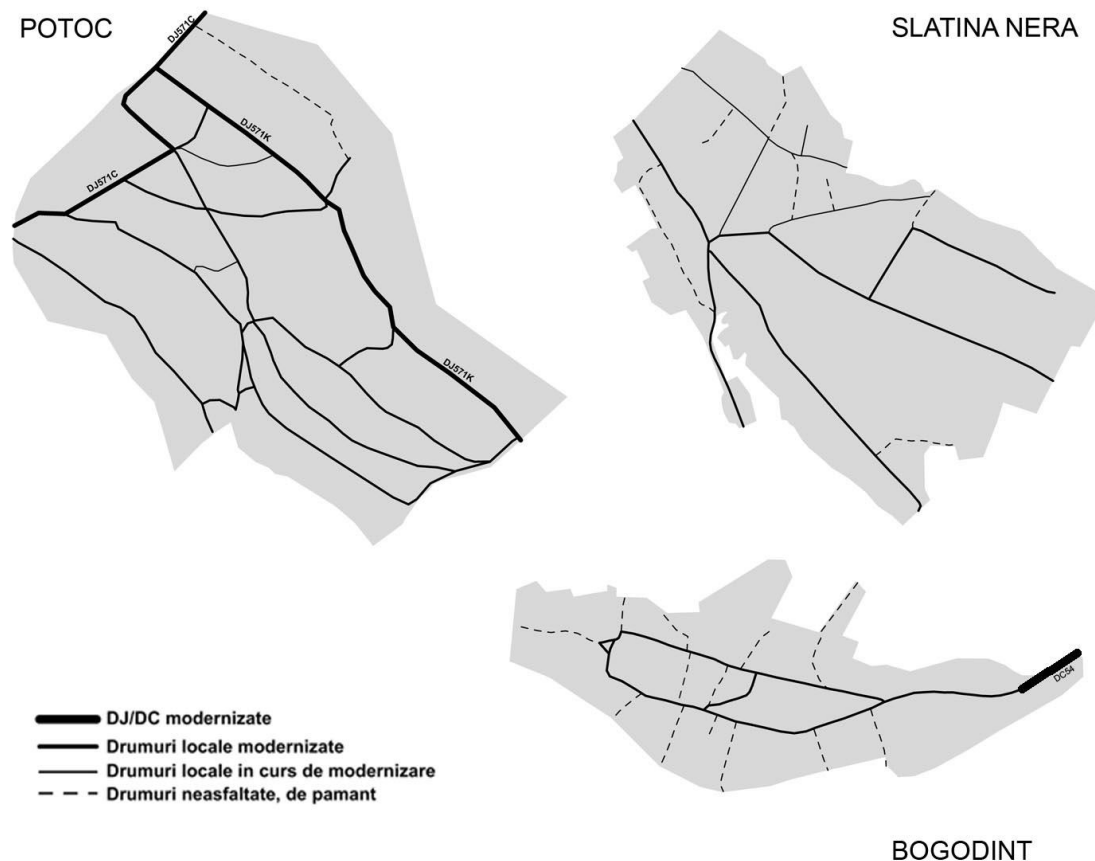 POTOC
SLATINA NERA
DJ571C
DJ571K
DJ571C
DJ571K
DC54
DJ/DC modernizate
Drumuri locale modernizate
Drumuri locale in curs de modernizare
Drumuri neasfaltate, de pamant
BOGODINT